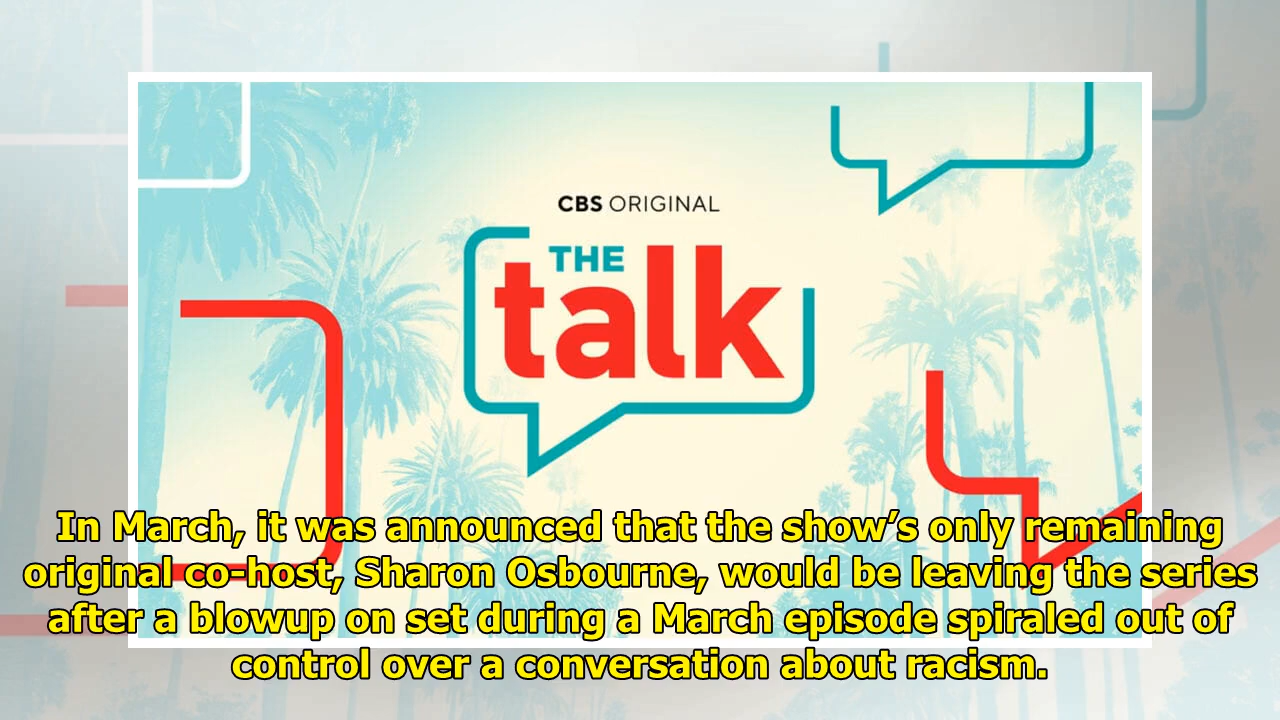 CBS ORIGINAL
THE
talk
In March, it was announced that the show’s only remaining
original co-host, Sharon Osbourne, would be leaving the series
after a blowup on set during a March episode spiraled out of
control over a conversation about racism.